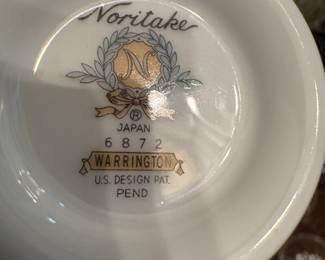 Noritake
N
®
JAPAN
6872
WARRINGTON
U.S. DESIGN PAT.
PEND